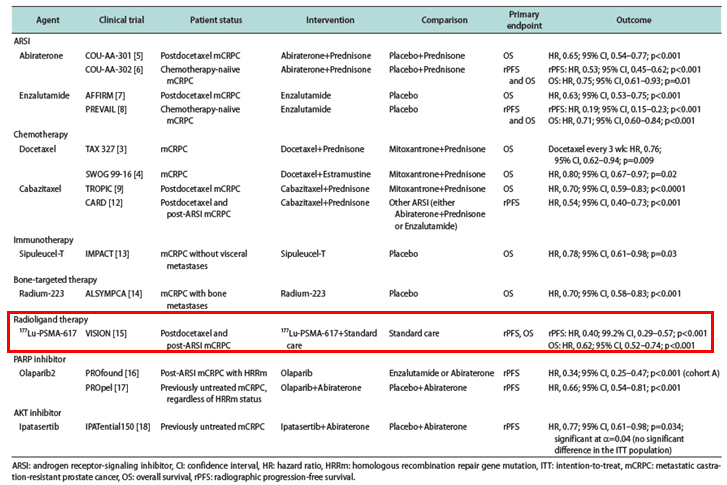 Agent Clinical trial Patient status Intervention Comparison Primary endpoint Outcome
ARSI
Abiraterone COU-AA-301 [5] Postdocetaxel mCRPC Abiraterone+Prednisone Placebo+Prednisone OS HR, 0.65; 95% CI, 0.54–0.77; p<0.001
COU-AA-302 [6] Chemotherapy-naiive Abiraterone+Prednisone Placebo+Prednisone rPFS rPFS: HR, 0.53; 95% CI, 0.45–0.62; p<0.001
mCRPC and OS OS: HR, 0.75; 95% CI, 0.61–0.93; p=0.01
Enzalutamide AFFIRM [7] Postdocetaxel mCRPC Enzalutamide Placebo OS HR, 0.63; 95% CI, 0.53–0.75; p<0.001
PREVAIL [8] Chemotherapy-naiive Enzalutamide Placebo rPFS rPFS: HR, 0.19; 95% CI, 0.15–0.23; p<0.001
mCRPC and OS OS: HR, 0.71; 95% CI, 0.60–0.84; p<0.001
Chemotherapy
Docetaxel TAX 327 [3] mCRPC Docetaxel+Prednisone Mitoxantrone+Prednisone OS Docetaxel every 3 wk: HR, 0.76;
95% CI, 0.62–0.94; p=0.009
SWOG 99-16 [4] mCRPC Docetaxel+Estramustine Mitoxantrone+Prednisone OS HR, 0.80; 95% CI, 0.67–0.97; p=0.02
Cabazitaxel TROPIC [9] Postdocetaxel mCRPC Cabazitaxel+Prednisone Mitoxantrone+Prednisone OS HR, 0.70; 95% CI, 0.59–0.83; p<0.0001
CARD [12] Postdocetaxel and Cabazitaxel+Prednisone Other ARSI (either rPFS HR, 0.54; 95% CI, 0.40–0.73; p<0.001
post-ARSI mCRPC Abiraterone+Prednisone
or Enzalutamide)
Immunotherapy
Sipuleucel-T IMPACT [13] mCRPC without visceral Sipuleucel-T Placebo OS HR, 0.78; 95% CI, 0.61–0.98; p=0.03
metastases
Bone-targeted therapy
Radium-223 ALSYMPCA [14] mCRPC with bone Radium-223 Placebo OS HR, 0.70; 95% CI, 0.58–0.83; p<0.001
metastases
Radioligand therapy
¹⁷⁷Lu-PSMA-617 VISION [15] Postdocetaxel and ¹⁷⁷Lu-PSMA-617+Standard Standard care rPFS, OS rPFS: HR, 0.40; 99.2% CI, 0.29–0.57; p<0.001
post-ARSI mCRPC care OS: HR, 0.62; 95% CI, 0.52–0.74; p<0.001
PARP inhibitor
Olaparib2 PROfound [16] Post-ARSI mCRPC with HRRm Olaparib Enzalutamide or Abiraterone rPFS HR, 0.34; 95% CI, 0.25–0.47; p<0.001 (cohort A)
PROpel [17] Previously untreated mCRPC, Olaparib+Abiraterone Placebo+Abiraterone rPFS HR, 0.66; 95% CI, 0.54–0.81; p<0.001
regardless of HRRm status
AKT inhibitor
Ipatasertib IPATential150 [18] Previously untreated mCRPC Ipatasertib+Abiraterone Placebo+Abiraterone rPFS HR, 0.77; 95% CI, 0.61–0.98; p=0.034;
significant at α=0.04 (no significant
difference in the ITT population)
ARSI: androgen receptor-signaling inhibitor, CI: confidence interval, HR: hazard ratio, HRRm: homologous recombination repair gene mutation, ITT: intention-to-treat, mCRPC: metastatic castra-
tion-resistant prostate cancer, OS: overall survival, rPFS: radiographic progression-free survival.